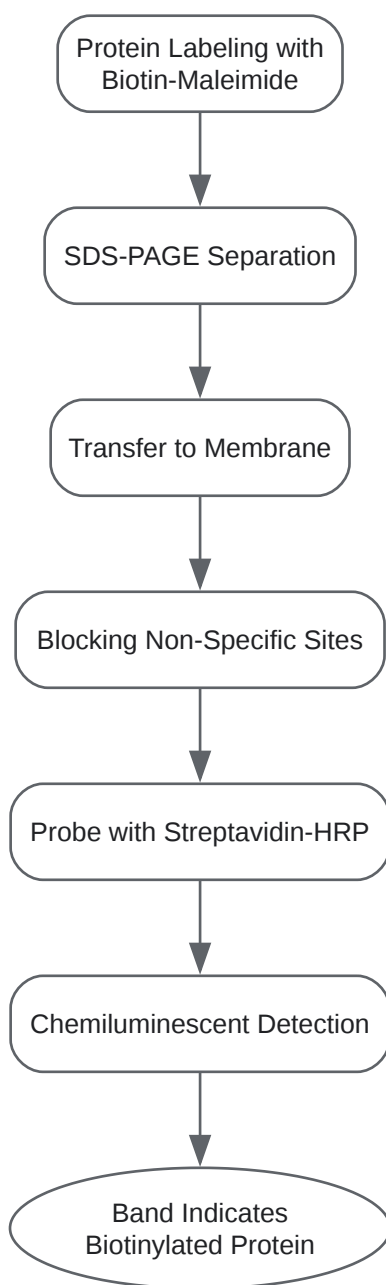 Protein Labeling with
Biotin-Maleimide
SDS-PAGE Separation
Transfer to Membrane
Blocking Non-Specific Sites
Probe with Streptavidin-HRP
Chemiluminescent Detection
Band Indicates
Biotinylated Protein